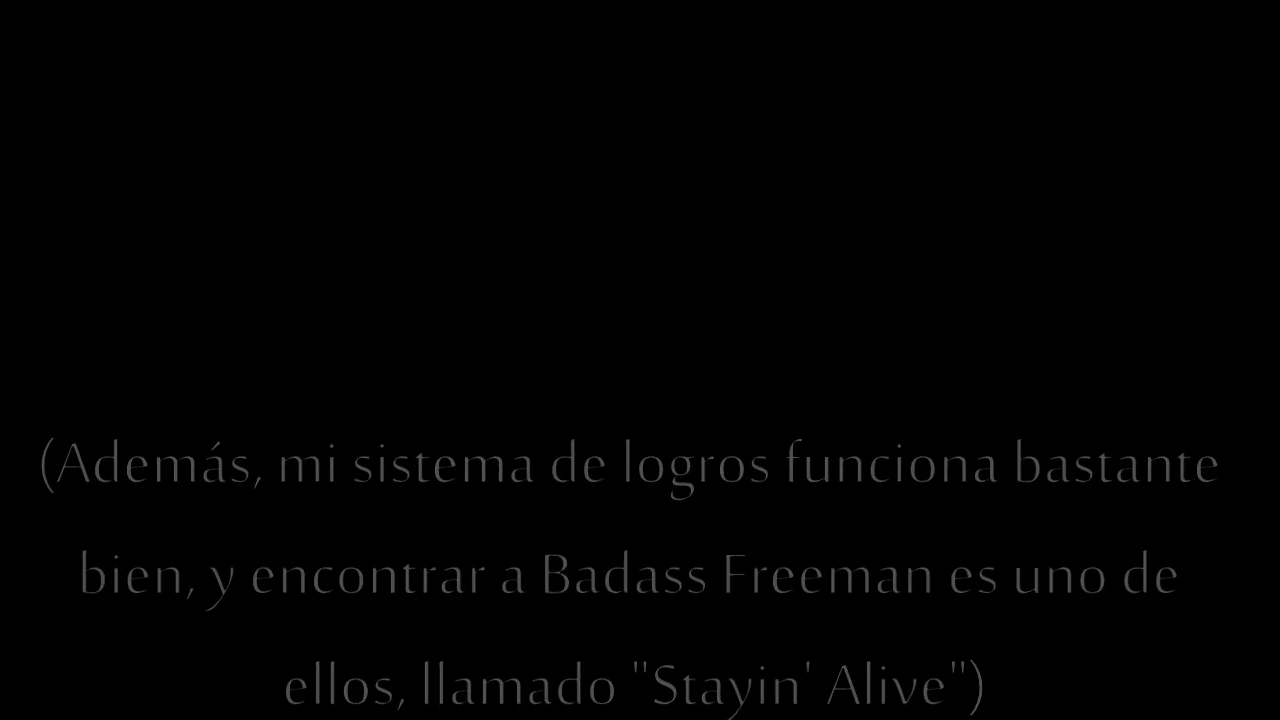 (Además, mi sistema de logros funciona bastante
bien, y encontrar a Badass Freeman es uno de
ellos, llamado "Stayin' Alive")